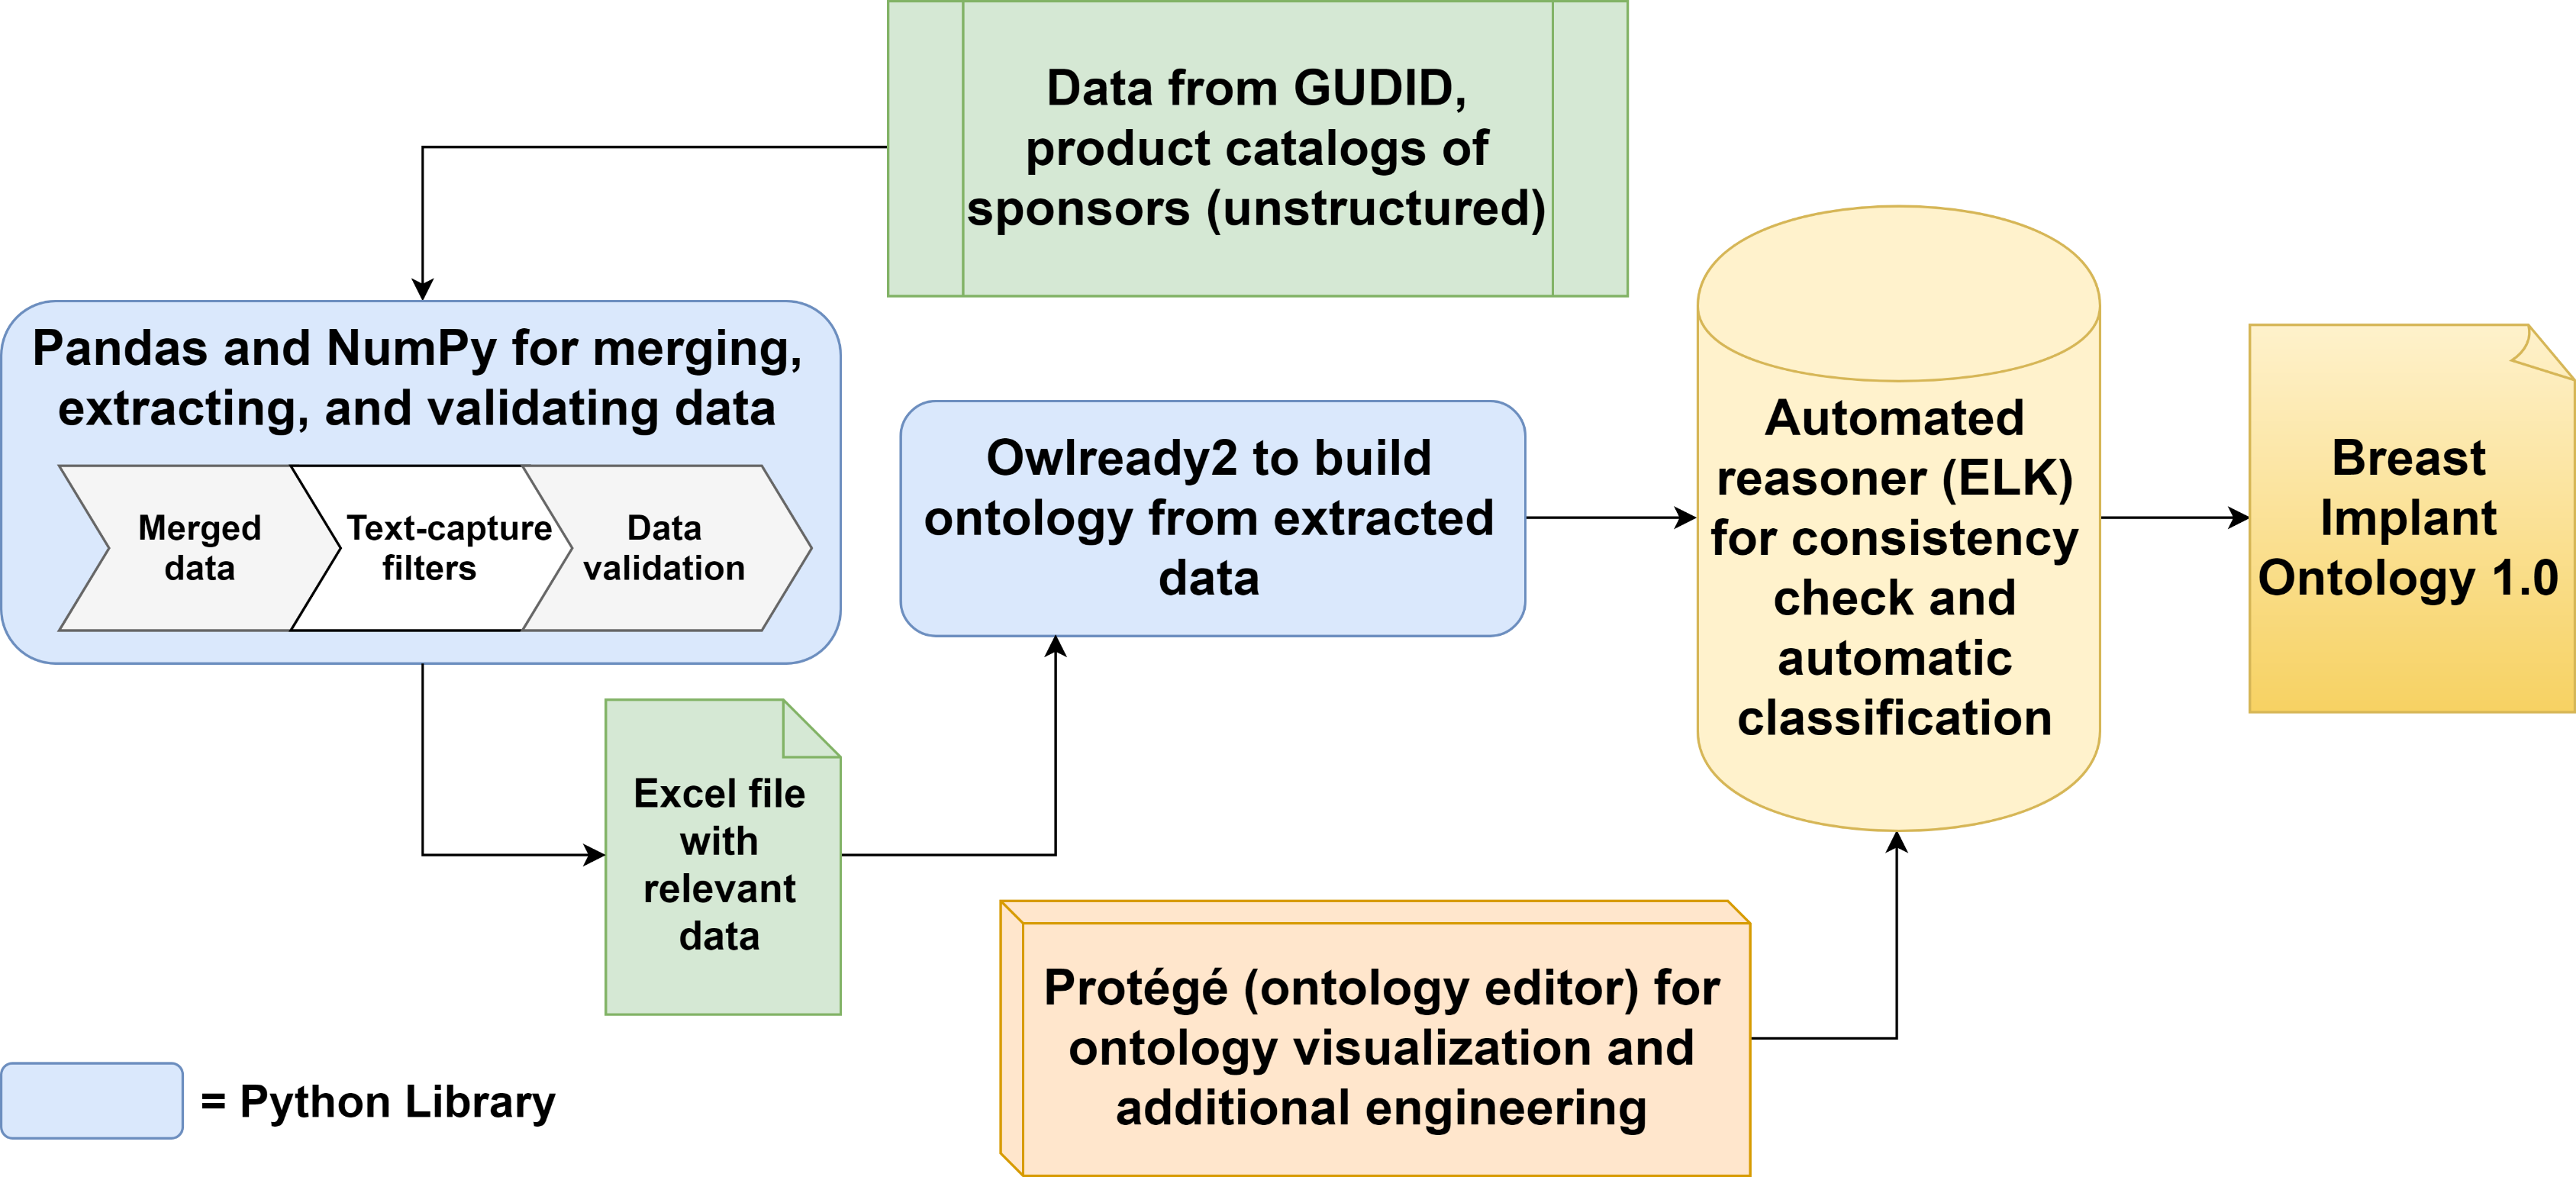 Data from GUDID,
product catalogs of
sponsors (unstructured)
Pandas and NumPy for merging,
extracting, and validating data
Merged
data
Text-capture
filters
Data
validation
Excel file
with
relevant
data
Owlready2 to build
ontology from extracted
data
Automated
reasoner (ELK)
for consistency
check and
automatic
classification
Breast
Implant
Ontology 1.0
Protégé (ontology editor) for
ontology visualization and
additional engineering
= Python Library